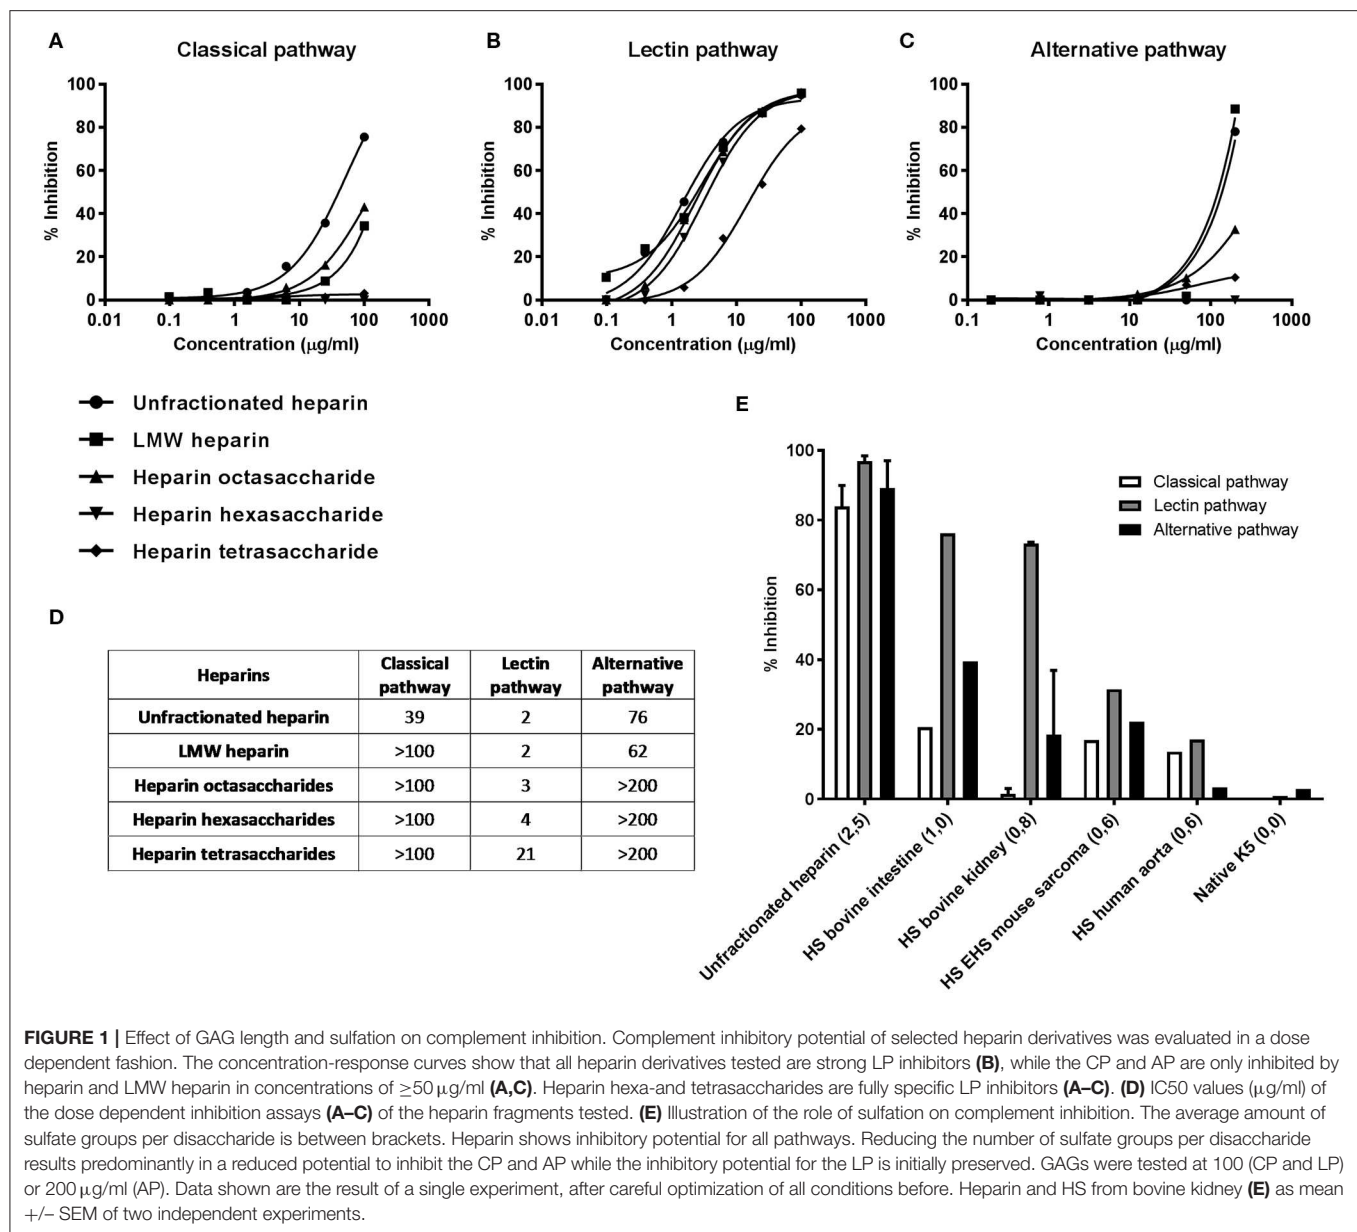 A
Classical pathway
% Inhibition
100
80
60
40
20
0
0.01
0.1
1
10
100
1000
Concentration (μg/ml)
B
Lectin pathway
% Inhibition
100
80
60
40
20
0
0.01
0.1
1
10
100
1000
Concentration (μg/ml)
C
Alternative pathway
% Inhibition
100
80
60
40
20
0
0.1
1
10
100
1000
Concentration (μg/ml)
Unfractionated heparin
LMW heparin
Heparin octasaccharide
Heparin hexasaccharide
Heparin tetrasaccharide
D
Heparins Classical pathway Lectin pathway Alternative pathway
Unfractionated heparin 39 2 76
LMW heparin >100 2 62
Heparin octasaccharides >100 3 >200
Heparin hexasaccharides >100 4 >200
Heparin tetrasaccharides >100 21 >200
E
% Inhibition
100
80
60
40
20
0
Classical pathway
Lectin pathway
Alternative pathway
Unfractionated heparin (2,5)
HS bovine intestine (1,0)
HS bovine kidney (0,8)
HS EHS mouse sarcoma (0,6)
HS human aorta (0,6)
Native K5 (0,0)
FIGURE 1 | Effect of GAG length and sulfation on complement inhibition. Complement inhibitory potential of selected heparin derivatives was evaluated in a dose
dependent fashion. The concentration-response curves show that all heparin derivatives tested are strong LP inhibitors (B), while the CP and AP are only inhibited by
heparin and LMW heparin in concentrations of ≥50 μg/ml (A,C). Heparin hexa-and tetrasaccharides are fully specific LP inhibitors (A–C). (D) IC50 values (μg/ml) of
the dose dependent inhibition assays (A–C) of the heparin fragments tested. (E) Illustration of the role of sulfation on complement inhibition. The average amount of
sulfate groups per disaccharide is between brackets. Heparin shows inhibitory potential for all pathways. Reducing the number of sulfate groups per disaccharide
results predominantly in a reduced potential to inhibit the CP and AP while the inhibitory potential for the LP is initially preserved. GAGs were tested at 100 (CP and LP)
or 200 μg/ml (AP). Data shown are the result of a single experiment, after careful optimization of all conditions before. Heparin and HS from bovine kidney (E) as mean
+/– SEM of two independent experiments.